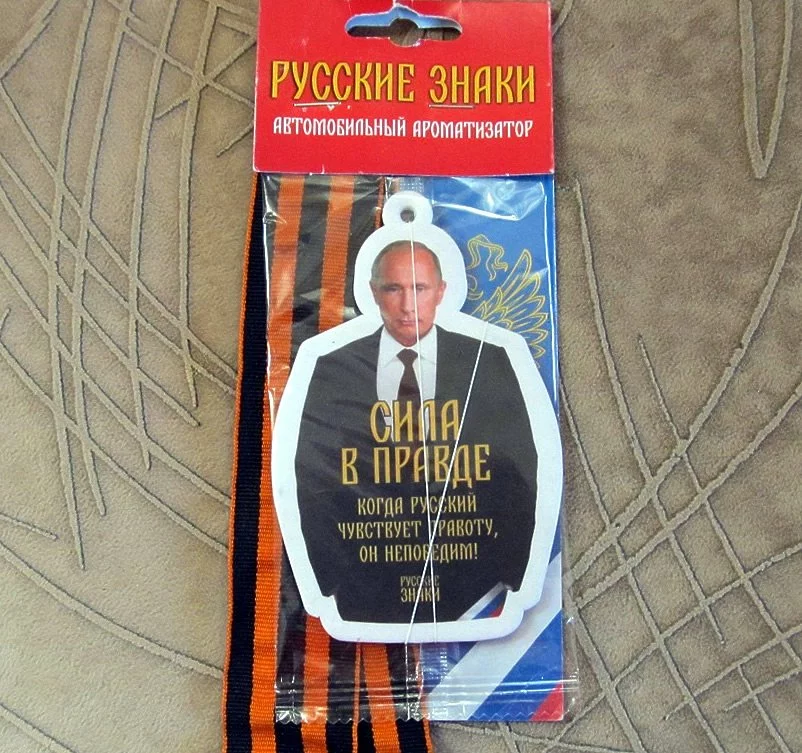 РУССКИЕ ЗНАКИ
АВТОМОБИЛЬНЫЙ АРОМАТИЗАТОР
СИЛА
В ПРАВДЕ
КОГДА РУССКИЙ
ЧУВСТВУЕТ ПРАВОТУ,
ОН НЕПОБЕДИМ!
РУССКИЕ
ЗНАКИ